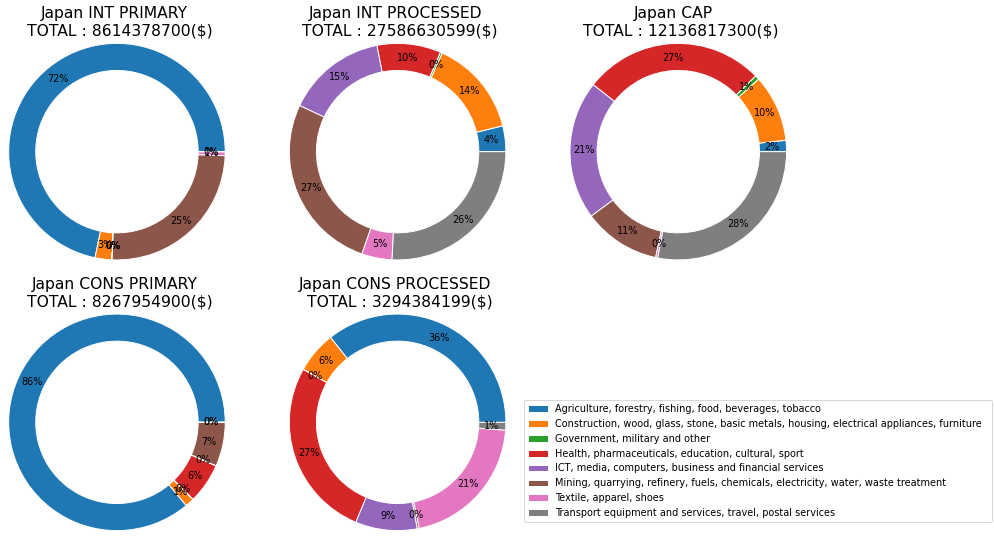 Japan INT PRIMARY
TOTAL : 8614378700($)
72%
3%
0%
25%
0%
Japan INT PROCESSED
TOTAL : 27586630599($)
4%
14%
0%
10%
15%
27%
5%
26%
Japan CAP
TOTAL : 12136817300($)
2%
10%
1%
27%
21%
11%
0%
28%
Japan CONS PRIMARY
TOTAL : 8267954900($)
86%
1%
0%
6%
0%
7%
0%
Japan CONS PROCESSED
TOTAL : 3294384199($)
36%
6%
0%
27%
9%
0%
21%
1%
Agriculture, forestry, fishing, food, beverages, tobacco
Construction, wood, glass, stone, basic metals, housing, electrical appliances, furniture
Government, military and other
Health, pharmaceuticals, education, cultural, sport
ICT, media, computers, business and financial services
Mining, quarrying, refinery, fuels, chemicals, electricity, water, waste treatment
Textile, apparel, shoes
Transport equipment and services, travel, postal services